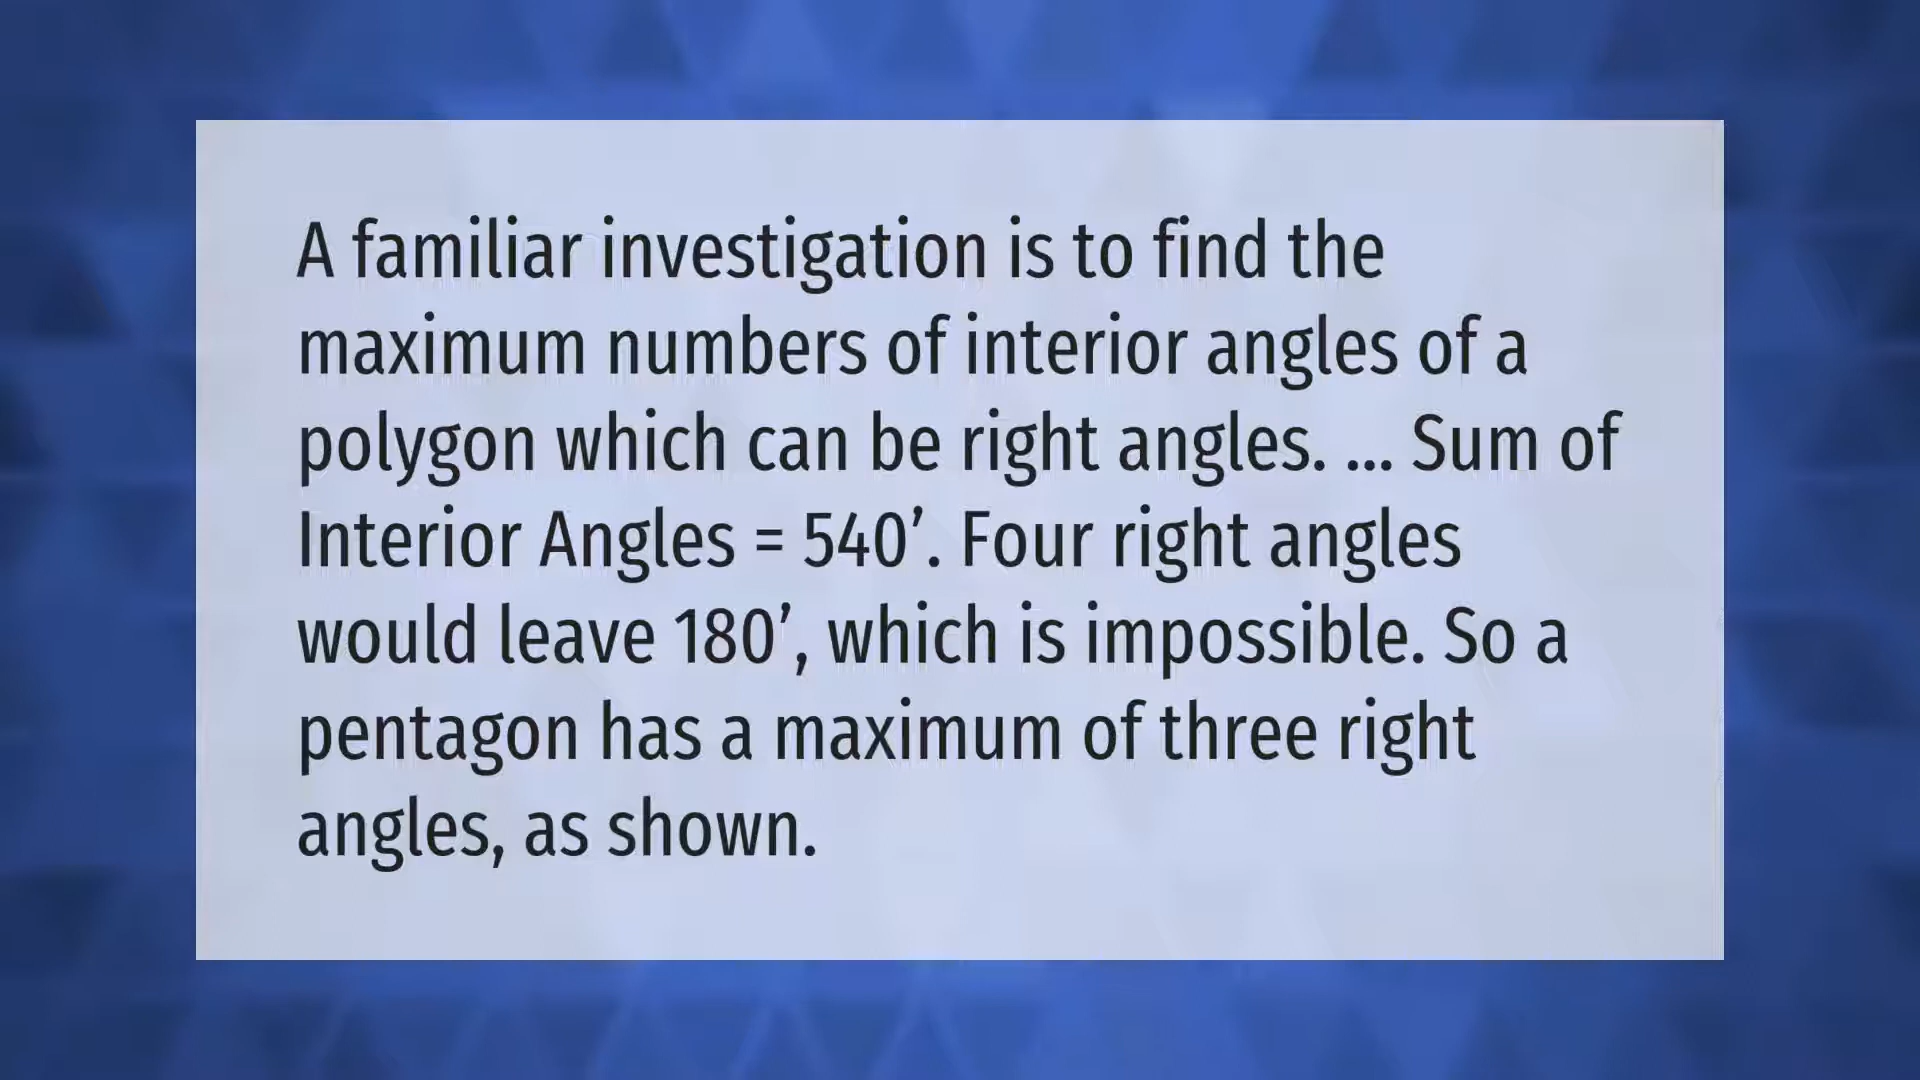 A familiar investigation is to find the
maximum numbers of interior angles of a
polygon which can be right angles. ... Sum of
Interior Angles = 540’. Four right angles
would leave 180’, which is impossible. So a
pentagon has a maximum of three right
angles, as shown.